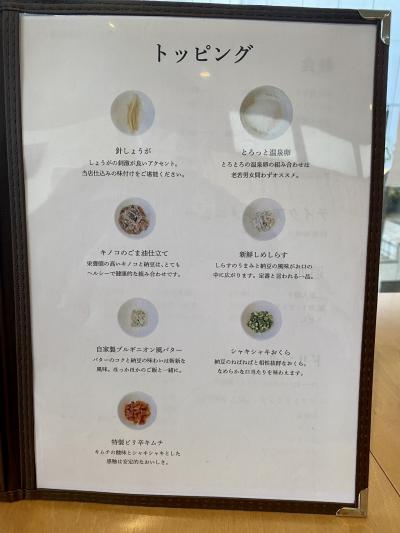 トッピング
針しょうが
しょうがの刺激が良いアクセント。
当店仕込みの味付けをご堪能ください。
とろっと温泉卵
とろとろの温泉卵の組み合わせは
老若男女問わずオススメ。
キノコのごま油仕立て
栄養価の高いキノコと納豆は、とても
ヘルシーで健康的な組み合わせです。
新鮮しめしらす
しらすのうまみと納豆の風味がお口の
中に広がります。定番と言われる一品。
自家製ブルギニオン風バター
バターのコクと納豆の味わいは斬新な
風味。ほっかほかのご飯と一緒に。
シャキシャキおくら
納豆のねばねばと相性抜群なおくら。
なめらかな口当たりを味わえます。
特製ピリ辛キムチ
キムチの酸味とシャキシャキとした
感触は安定的なおいしさ。